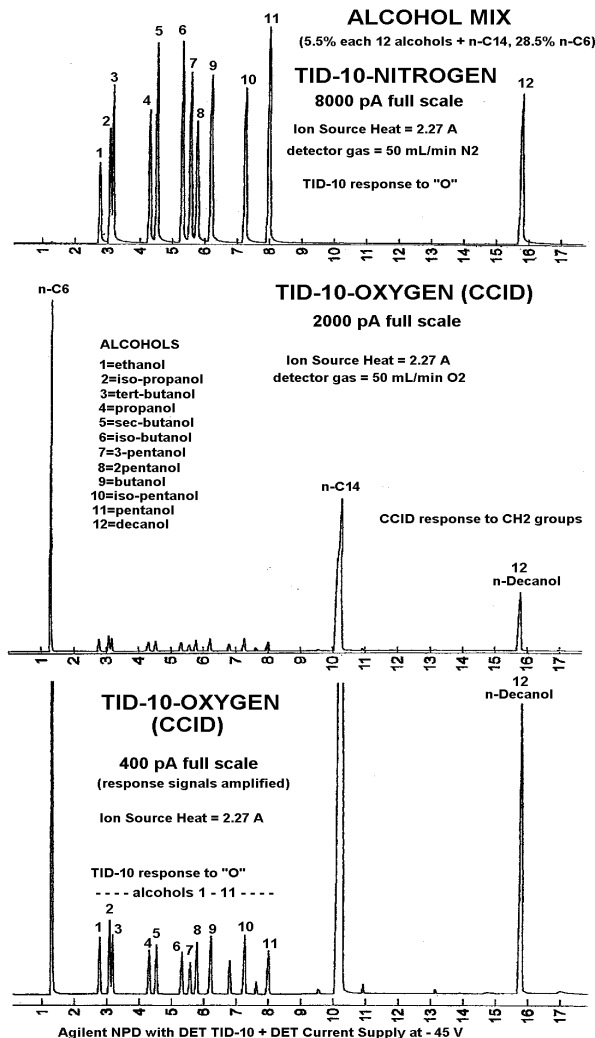 ALCOHOL MIX
(5.5% each 12 alcohols + n-C14, 28.5% n-C6)
TID-10-NITROGEN
8000 pA full scale
Ion Source Heat = 2.27 A
detector gas = 50 mL/min N2
TID-10 response to "O"
1 2 3 4 5 6 7 8 9 10 11 12
1 2 3 4 5 6 7 8 9 10 11 12 13 14 15 16 17
n-C6
TID-10-OXYGEN (CCID)
2000 pA full scale
Ion Source Heat = 2.27 A
detector gas = 50 mL/min O2
ALCOHOLS
1=ethanol
2=iso-propanol
3=tert-butanol
4=propanol
5=sec-butanol
6=iso-butanol
7=3-pentanol
8=2pentanol
9=butanol
10=iso-pentanol
11=pentanol
12=decanol
n-C14
CCID response to CH2 groups
12
n-Decanol
1 2 3 4 5 6 7 8 9 10 11 12 13 14 15 16 17
TID-10-OXYGEN
(CCID)
400 pA full scale
(response signals amplified)
Ion Source Heat = 2.27 A
12
n-Decanol
TID-10 response to "O"
- - - - alcohols 1 - 11 - - - -
1 2 3 4 5 6 7 8 9 10 11
1 2 3 4 5 6 7 8 9 10 11 12 13 14 15 16 17
Agilent NPD with DET TID-10 + DET Current Supply at - 45 V